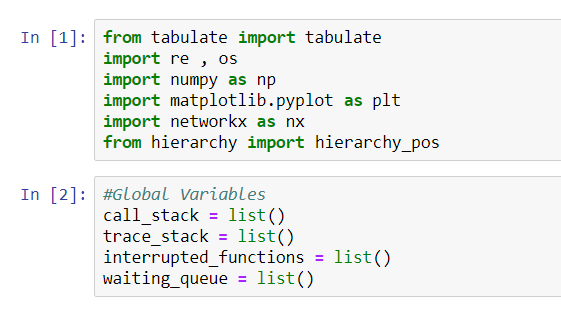 In [1]: from tabulate import tabulate
import re , os
import numpy as np
import matplotlib.pyplot as plt
import networkx as nx
from hierarchy import hierarchy_pos
In [2]: #Global Variables
call_stack = list()
trace_stack = list()
interrupted_functions = list()
waiting_queue = list()